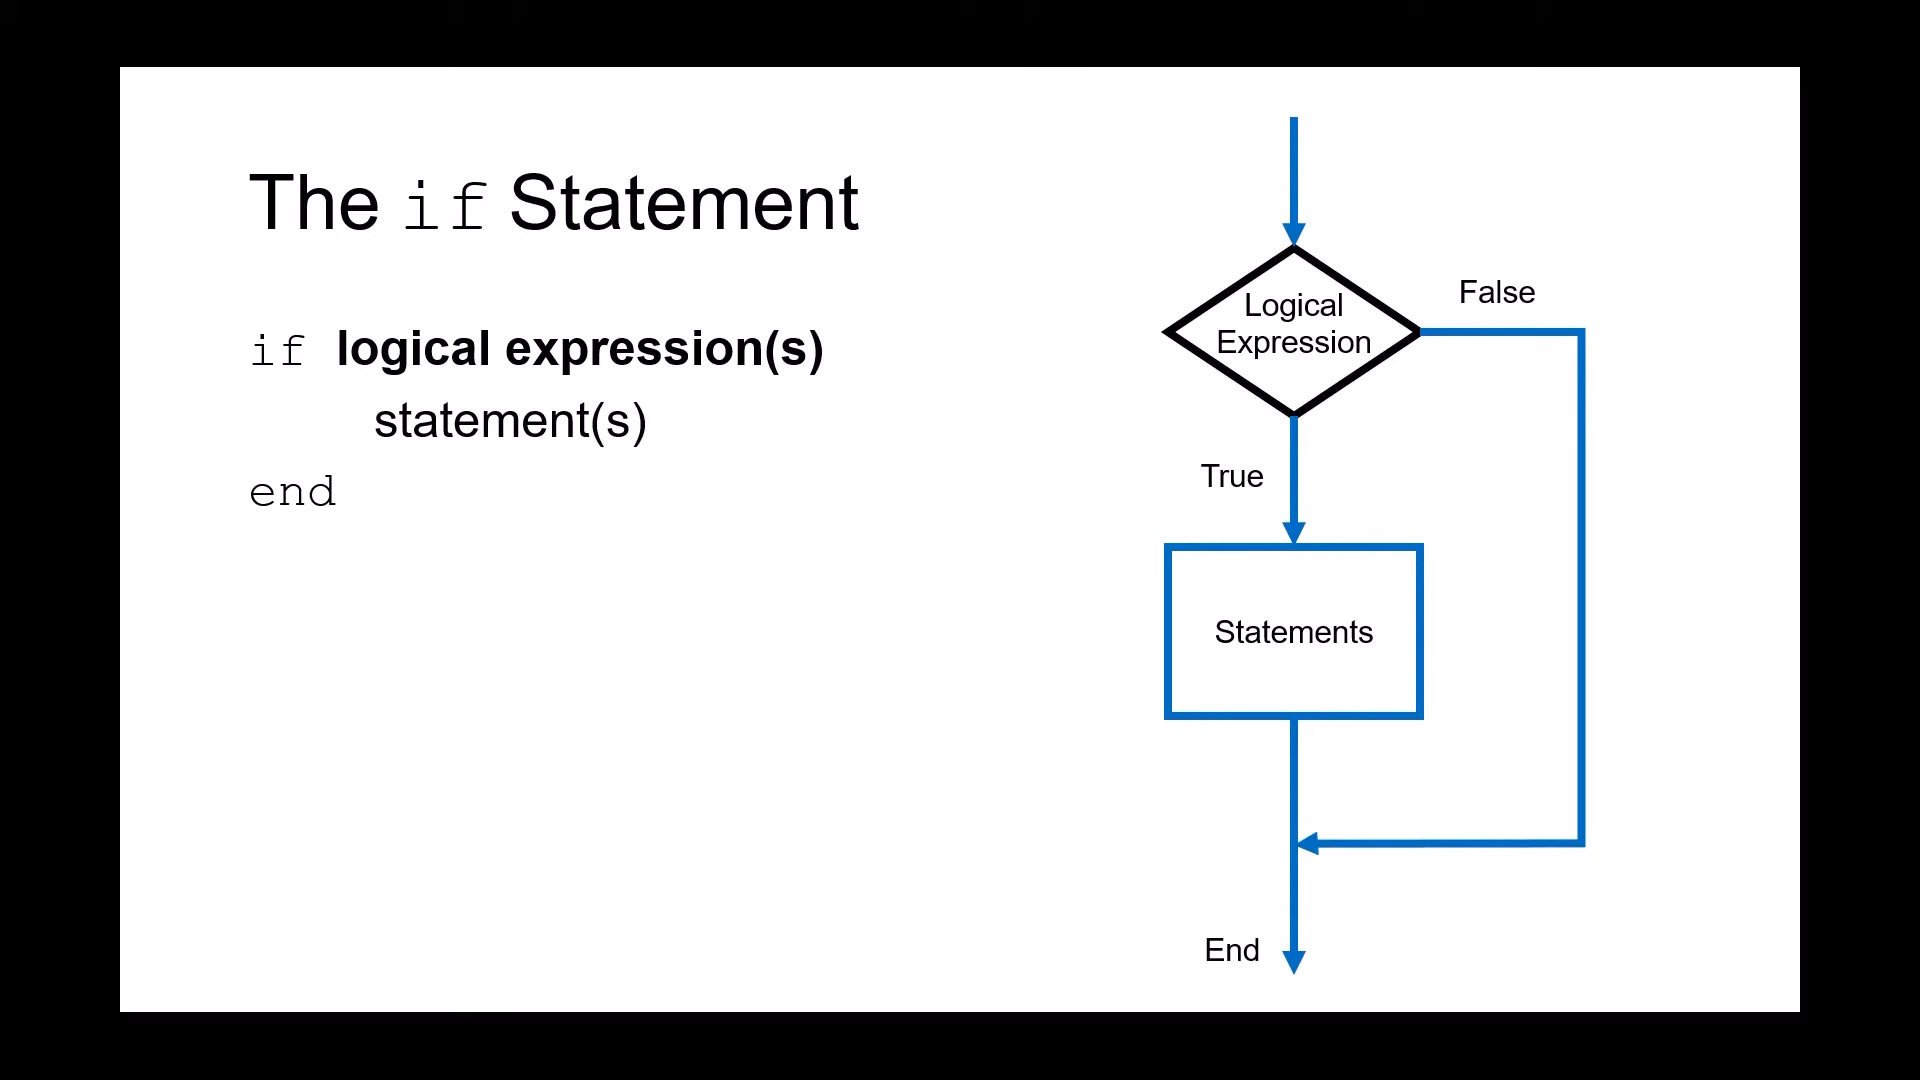 The if Statement
if logical expression(s)
statement(s)
end
Logical
Expression
False
True
Statements
End